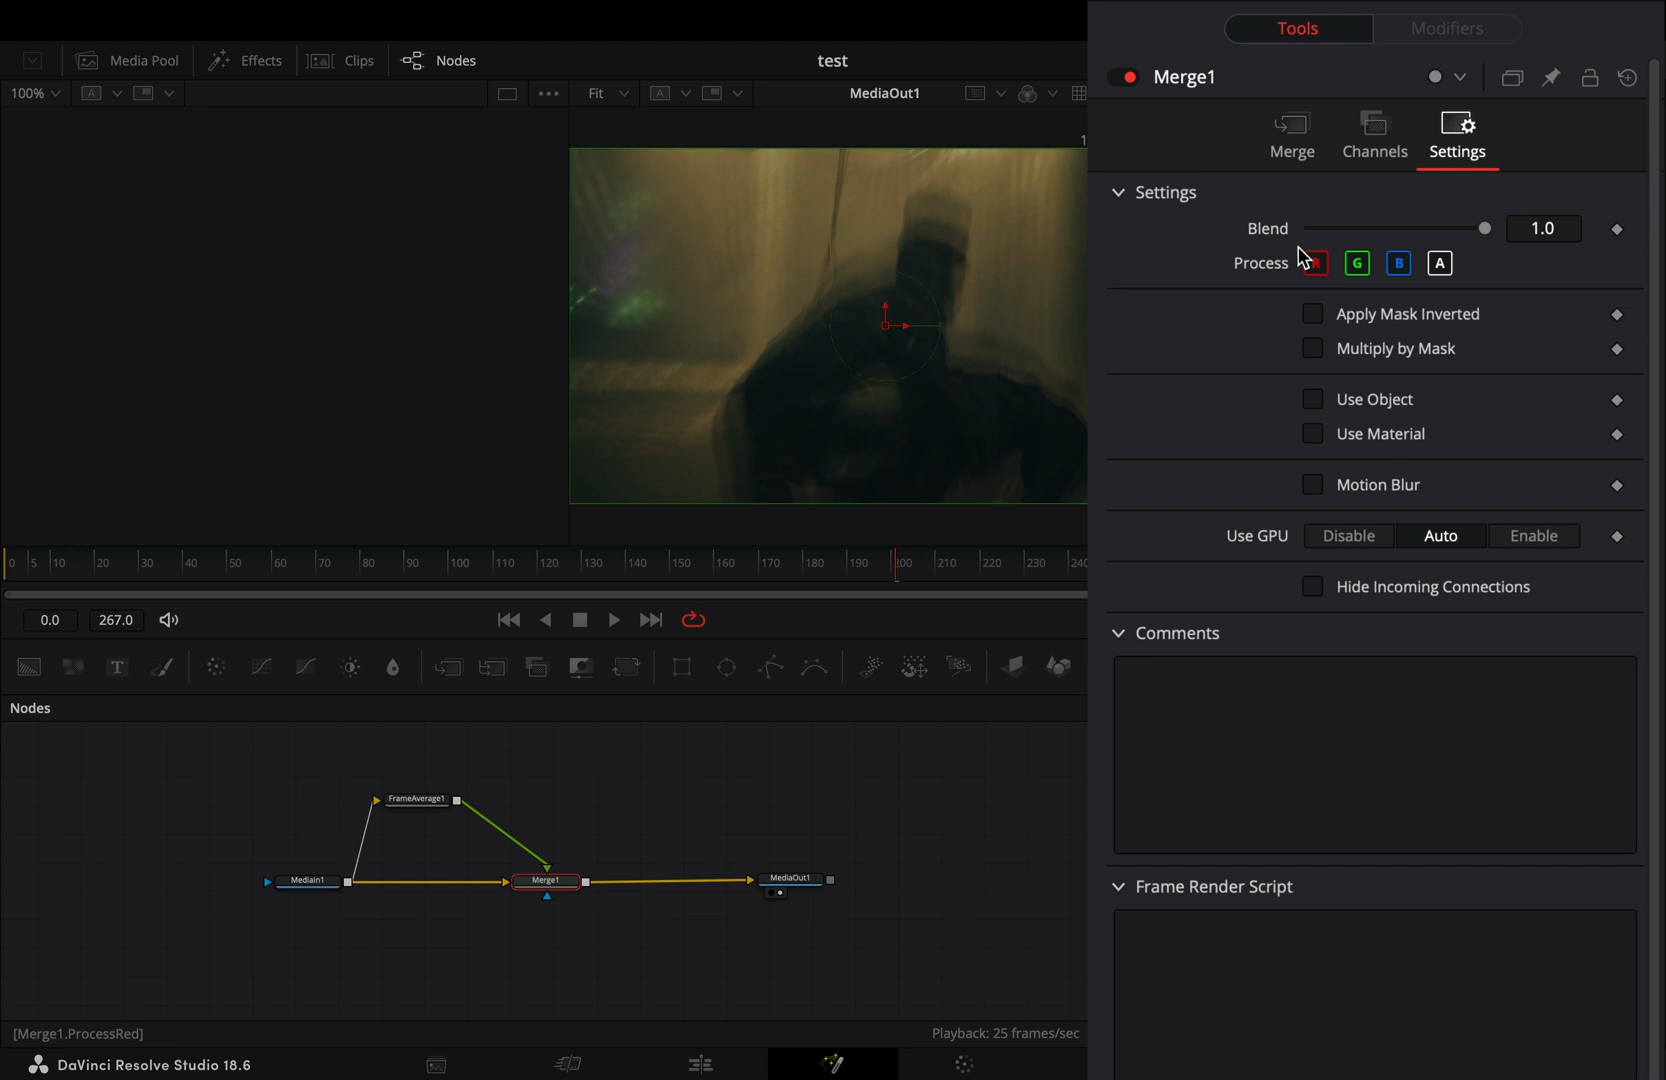 Tools
Modifiers
Media Pool
Effects
Clips
Nodes
test
Merge1
100%
A
Fit
A
MediaOut1
1
Merge
Channels
Settings
Settings
Blend
1.0
Process
R
G
B
A
Apply Mask Inverted
Multiply by Mask
Use Object
Use Material
Motion Blur
Use GPU
Disable
Auto
Enable
Hide Incoming Connections
0 5 10 20 30 40 50 60 70 80 90 100 110 120 130 140 150 160 170 180 190 200 210 220 230 240
0.0
267.0
T
Comments
Nodes
FrameAverage1
MediaIn1
Merge1
MediaOut1
Frame Render Script
[Merge1.ProcessRed]
Playback: 25 frames/sec
DaVinci Resolve Studio 18.6